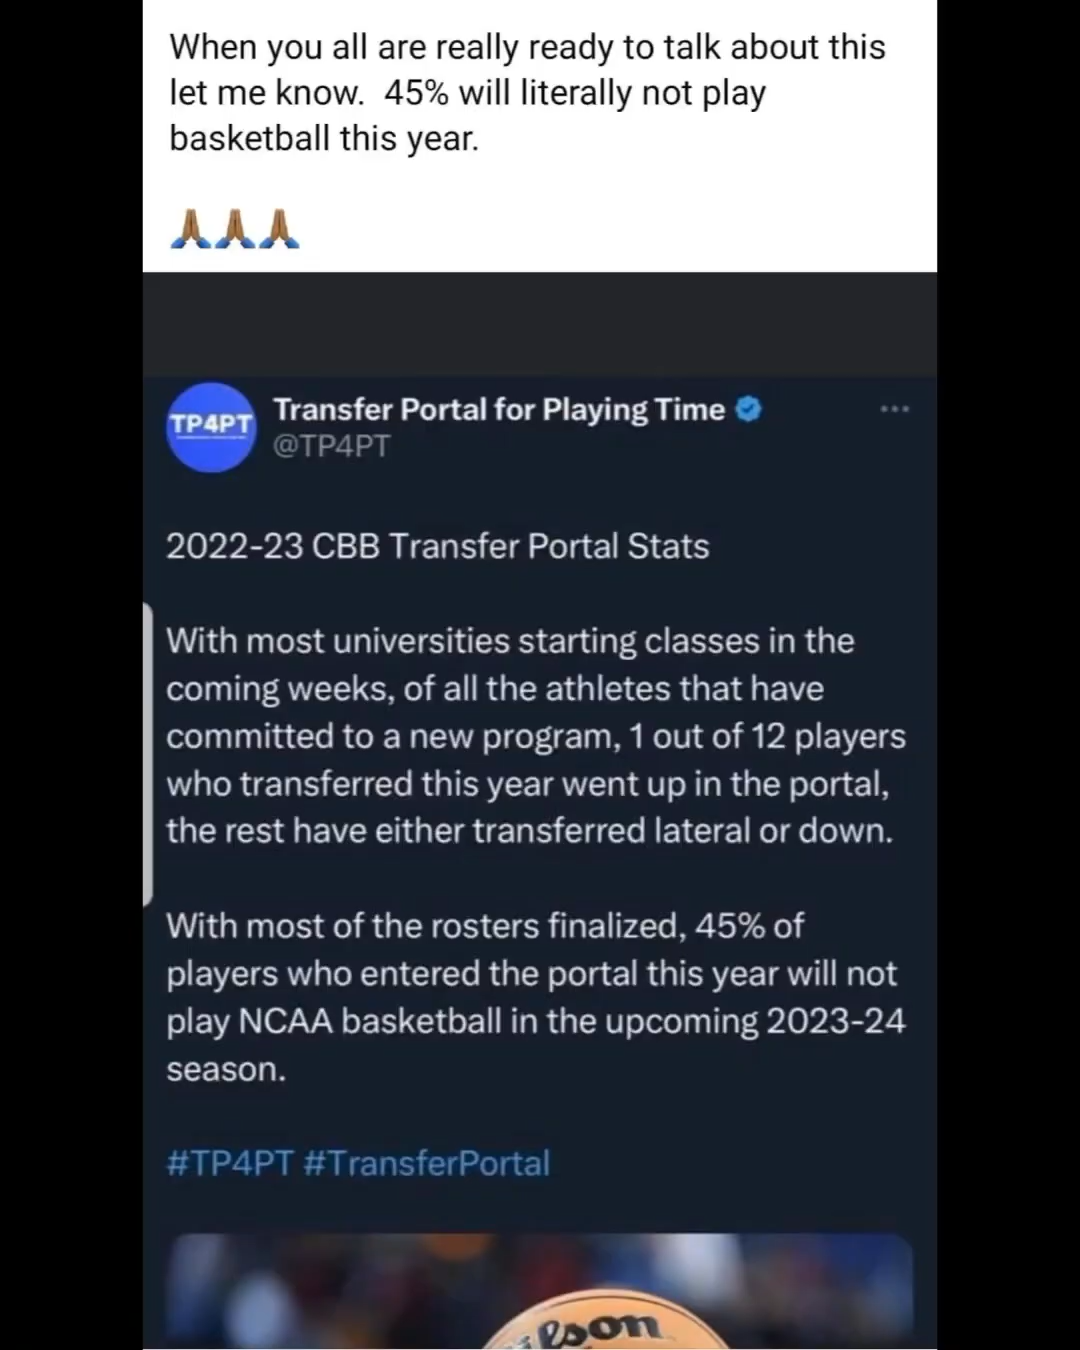 When you all are really ready to talk about this
let me know.  45% will literally not play
basketball this year.
🙏🏾🙏🏾🙏🏾
TP4PT
Transfer Portal for Playing Time
@TP4PT
2022-23 CBB Transfer Portal Stats
With most universities starting classes in the
coming weeks, of all the athletes that have
committed to a new program, 1 out of 12 players
who transferred this year went up in the portal,
the rest have either transferred lateral or down.
With most of the rosters finalized, 45% of
players who entered the portal this year will not
play NCAA basketball in the upcoming 2023-24
season.
#TP4PT #TransferPortal